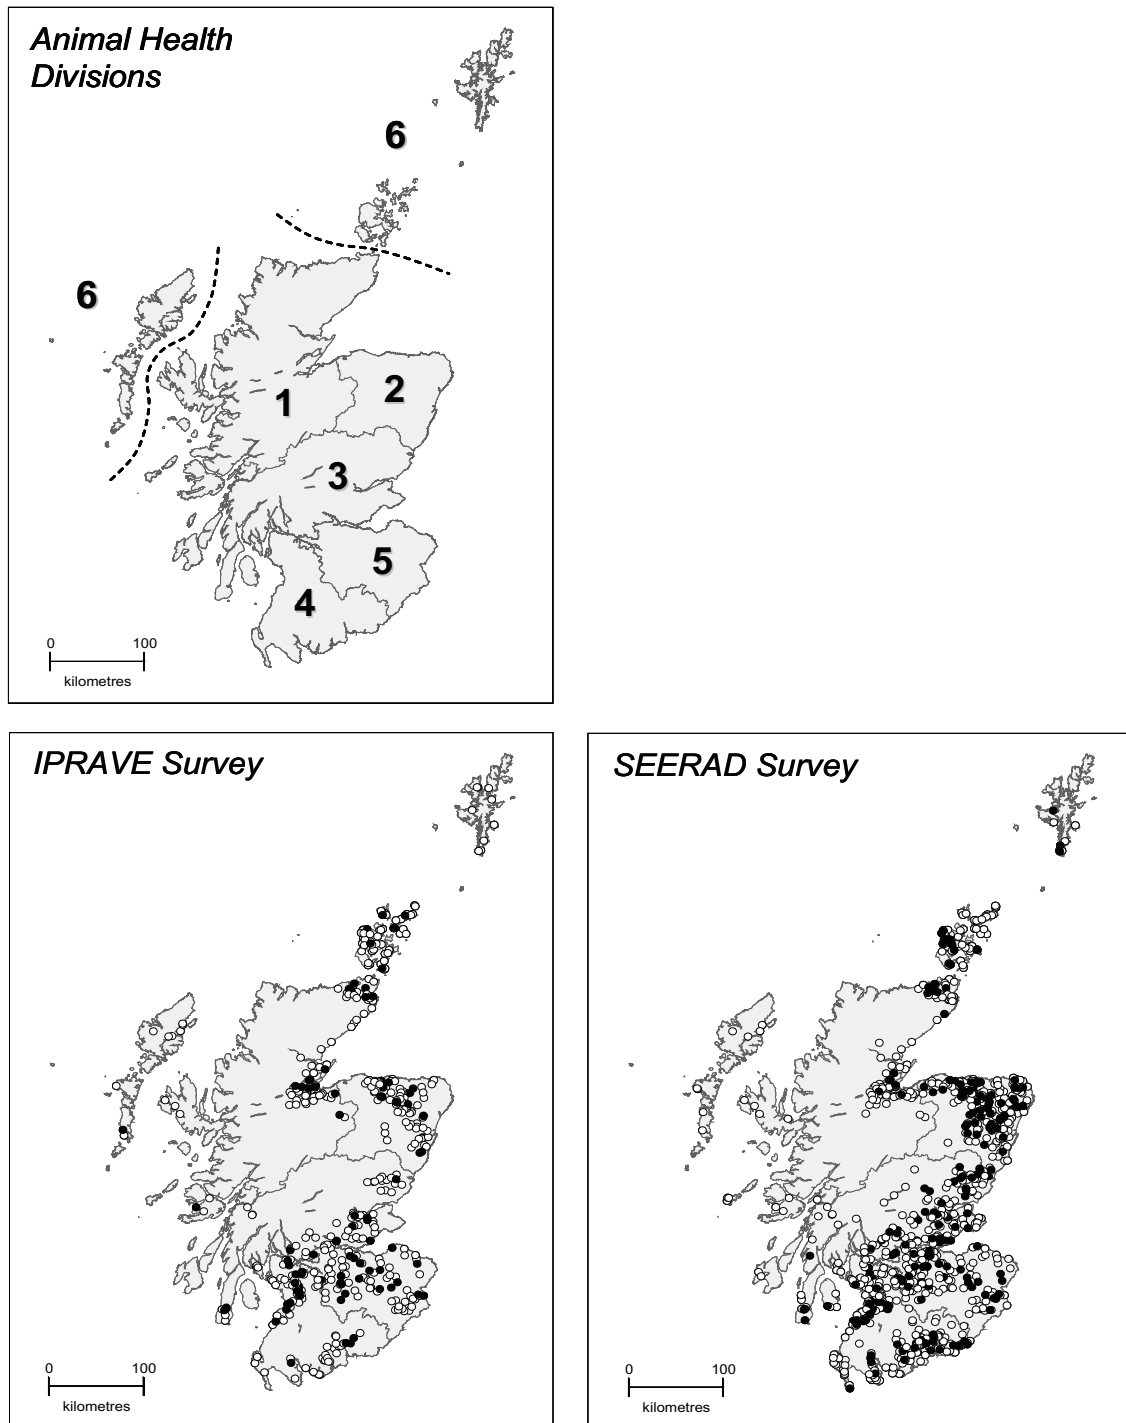 Animal Health
Divisions
6
6
1
2
3
5
4
0 100
kilometres
IPRAVE Survey
0 100
kilometres
SEERAD Survey
0 100
kilometres